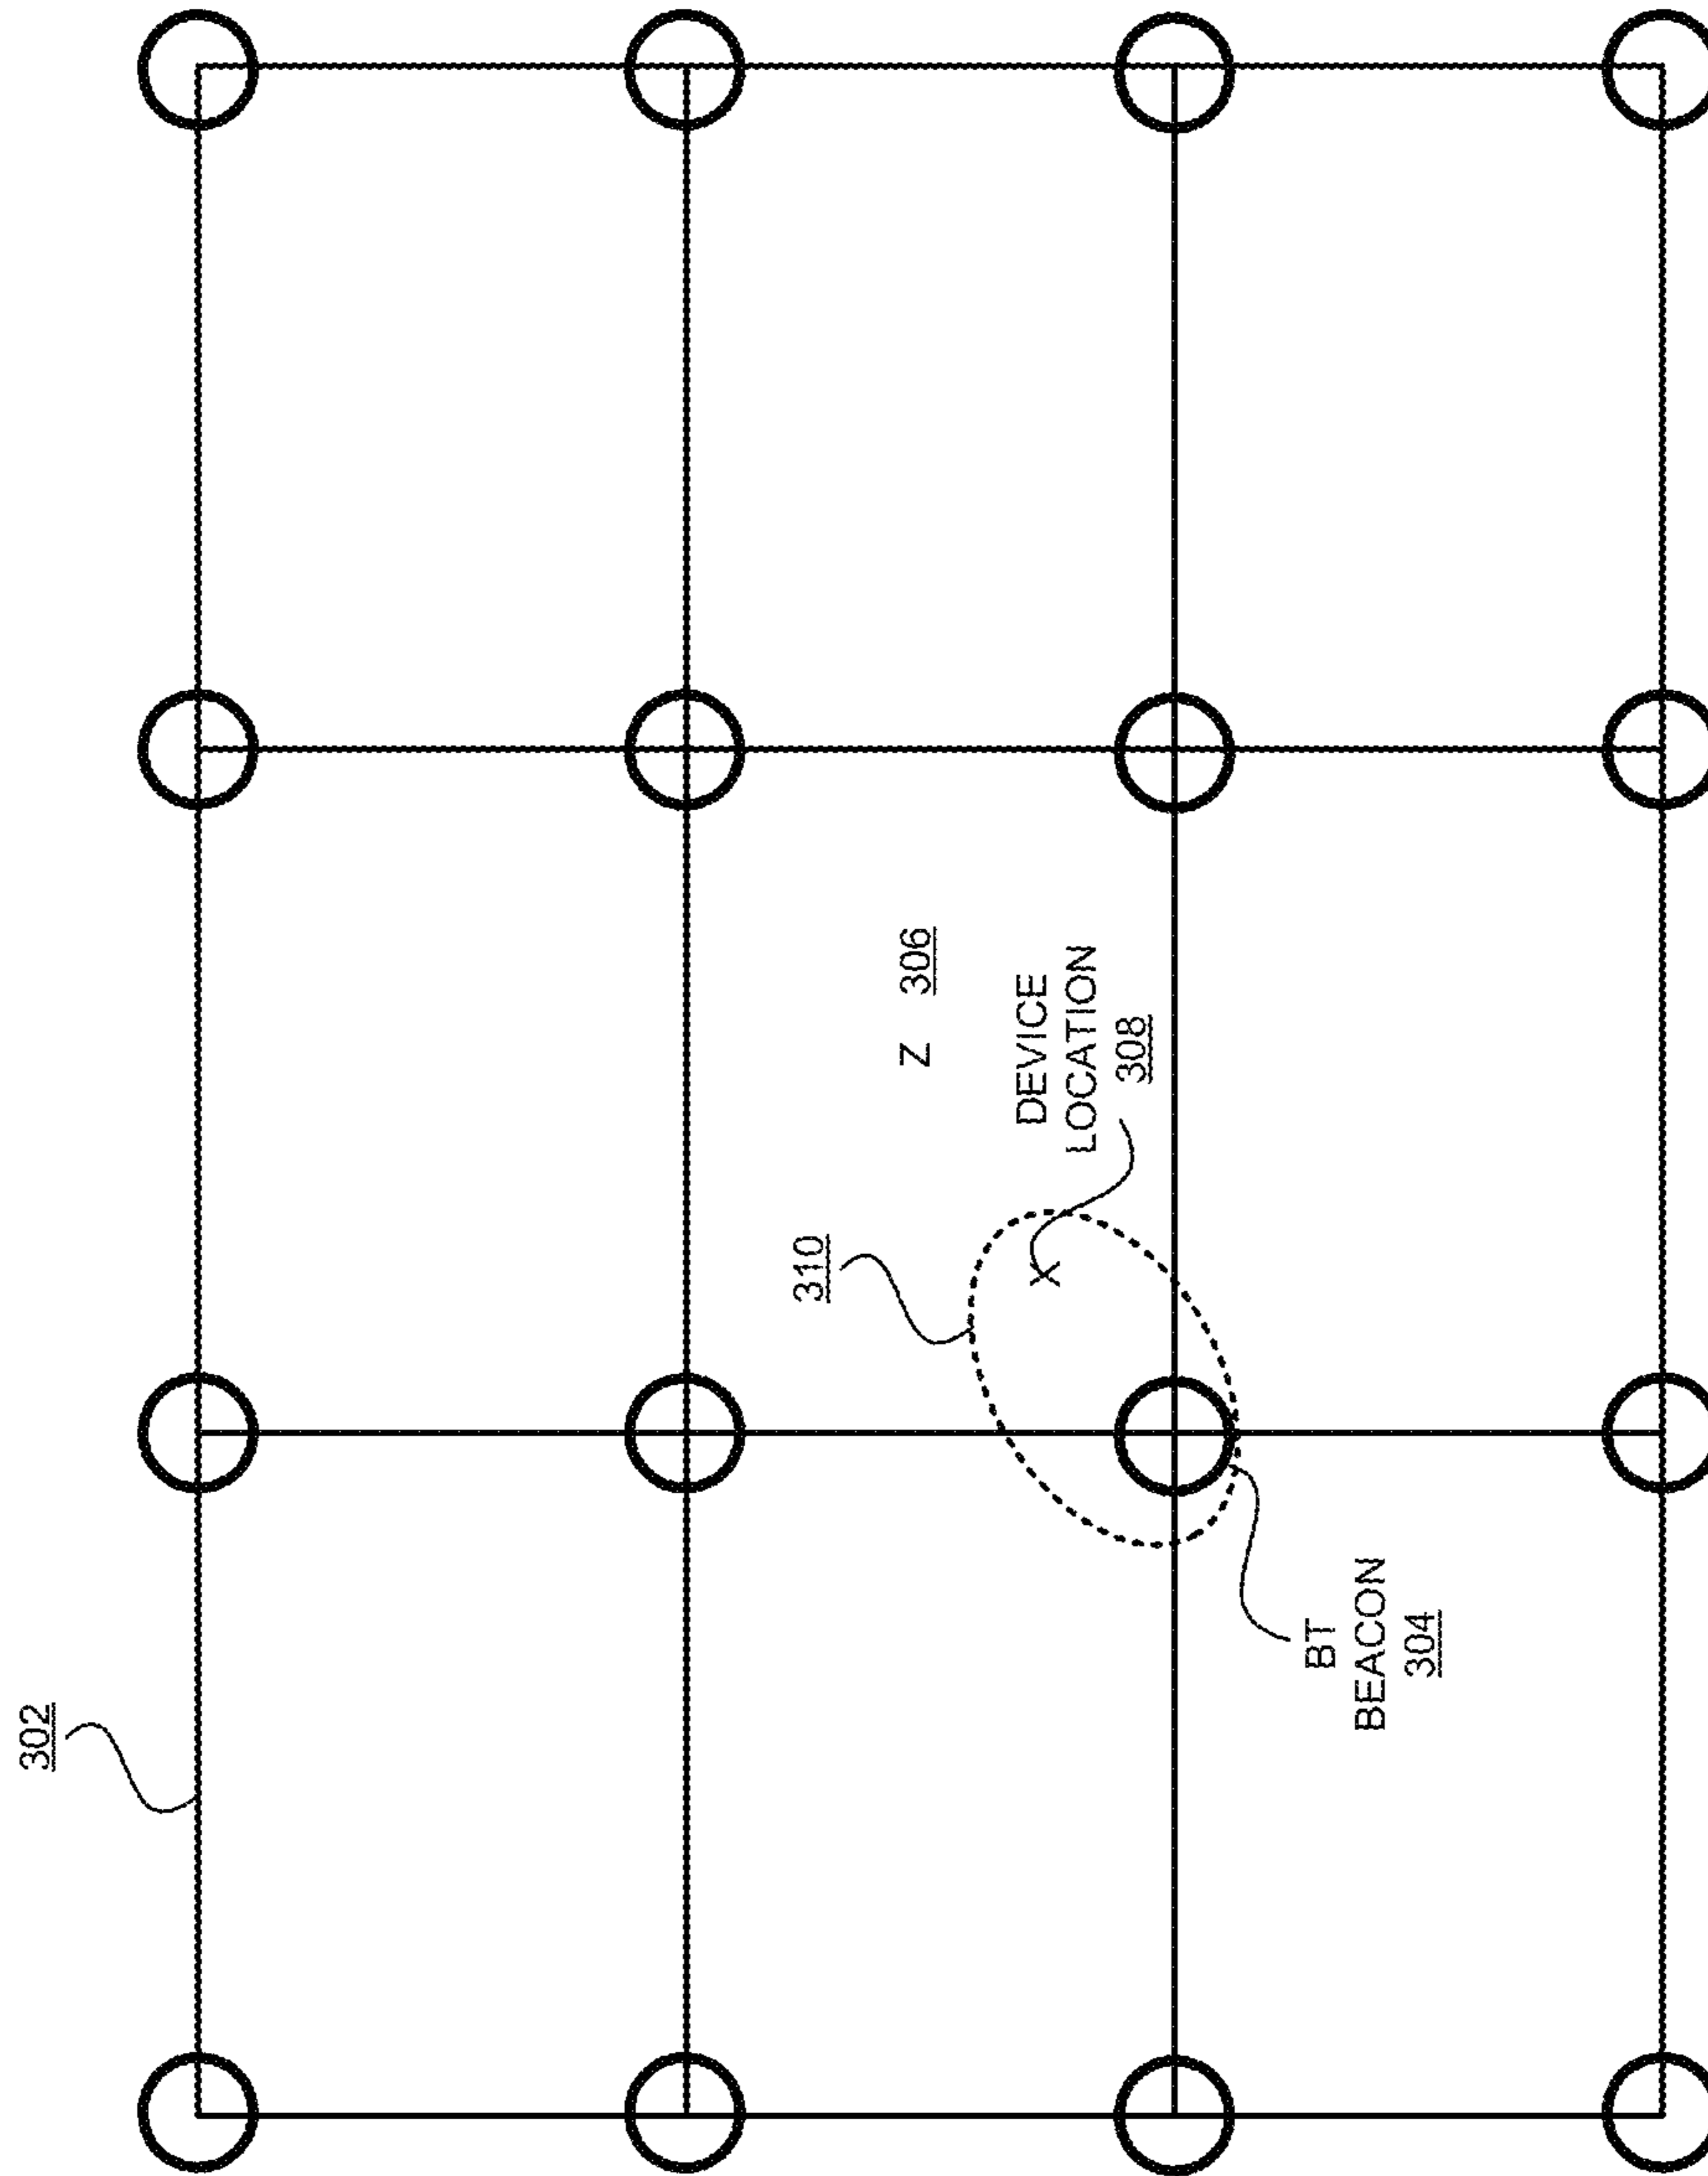 302
310
N 306
DEVICE
LOCATION
308
X
BT
BEACON
304